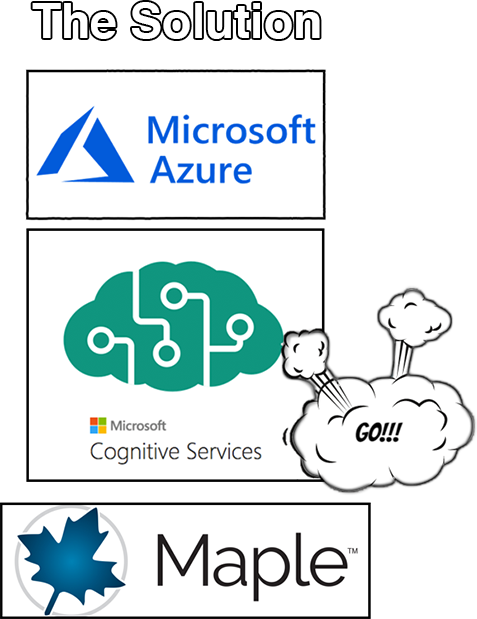 The Solution
Microsoft
Azure
Microsoft
Cognitive Services
GO!!!
Maple™